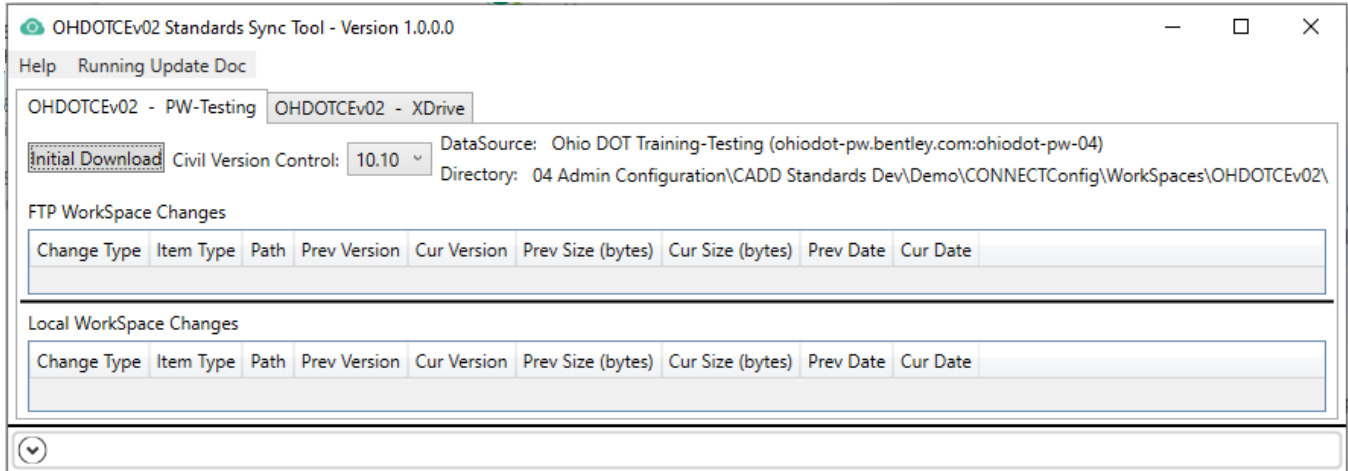 OHDOTCEv02 Standards Sync Tool - Version 1.0.0.0
Help Running Update Doc
OHDOTCEv02 - PW-Testing OHDOTCEv02 - XDrive
Initial Download Civil Version Control: 10.10
DataSource: Ohio DOT Training-Testing (ohiodot-pw.bentley.com:ohiodot-pw-04)
Directory: 04 Admin Configuration\CADD Standards Dev\Demo\CONNECTConfig\WorkSpaces\OHDOTCEv02\
FTP WorkSpace Changes
Change Type Item Type Path Prev Version Cur Version Prev Size (bytes) Cur Size (bytes) Prev Date Cur Date
Local WorkSpace Changes
Change Type Item Type Path Prev Version Cur Version Prev Size (bytes) Cur Size (bytes) Prev Date Cur Date